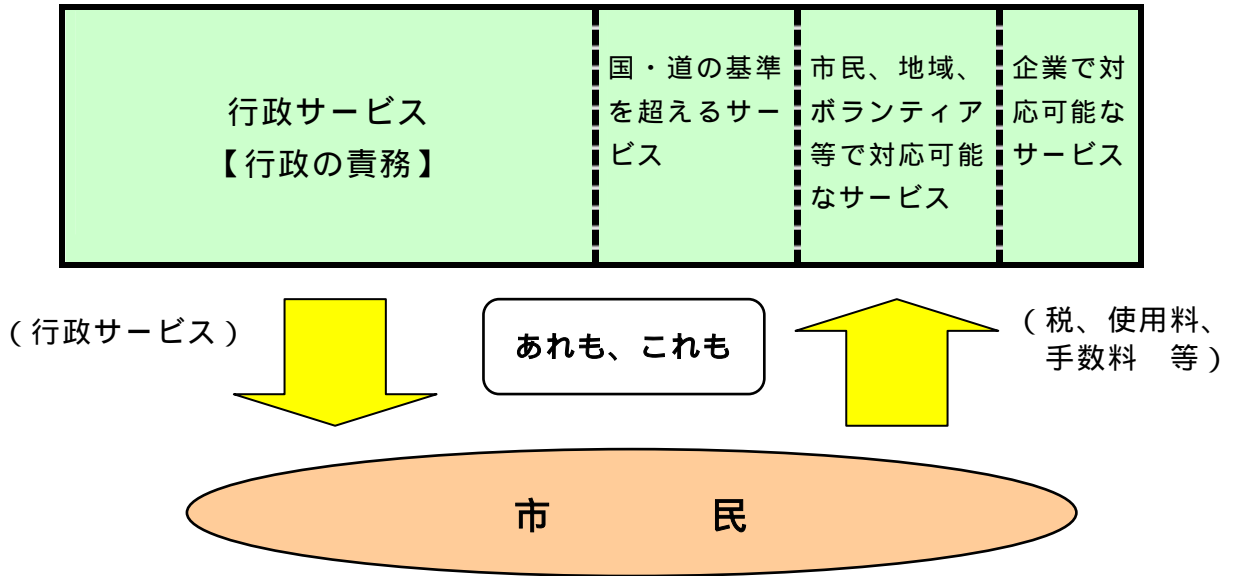 行政サービス
【行政の責務】
国・道の基準
を超えるサー
ビス
市民、地域、
ボランティア
等で対応可能
なサービス
企業で対
応可能な
サービス
（行政サービス）
あれも、これも
（税、使用料、
手数料　等）
市　　　民